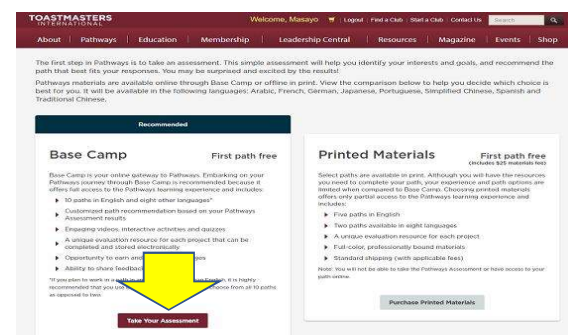 TOASTMASTERS
INTERNATIONAL
Welcome, Masayo | Logout | Find a Club | Start a Club | Contact Us Search
About | Pathways | Education | Membership | Leadership Central | Resources | Magazine | Events | Shop
The first step in Pathways is to take an assessment. This simple assessment will help you identify your interests and goals, and recommend the
path that best fits your responses. You may be surprised and excited by the results!
Pathways materials are available online through Base Camp or offline in print. View the comparison below to help you decide which choice is
best for you. It will be available in the following languages: Arabic, French, German, Japanese, Portuguese, Simplified Chinese, Spanish and
Traditional Chinese.
Recommended
Base Camp First path free
Base Camp is your online gateway to Pathways. Embarking on your
Pathways journey through Base Camp is recommended because it
offers full access to the Pathways learning experience and includes:
10 paths in English and eight other languages*
Customized path recommendation based on your Pathways
Assessment results
Engaging videos, interactive activities and quizzes
A unique evaluation resource for each project that can be
completed and stored electronically
Opportunity to earn and
Ability to share feedback
*If you plan to work in a path in English, it is highly
recommended that you use choose from all 10 paths
as opposed to two.
Take Your Assessment
Printed Materials First path free
(includes $25 materials fee)
Select paths are available in print. Although you will have the resources
you need to complete your path, your experience and path options are
limited when compared to Base Camp. Choosing printed materials
offers only partial access to the Pathways learning experience and
includes:
Five paths in English
Two paths available in eight languages
A unique evaluation resource for each project
Full-color, professionally bound materials
Standard shipping (with applicable fees)
Note: You will not be able to take the Pathways Assessment or have access to your
path online.
Purchase Printed Materials